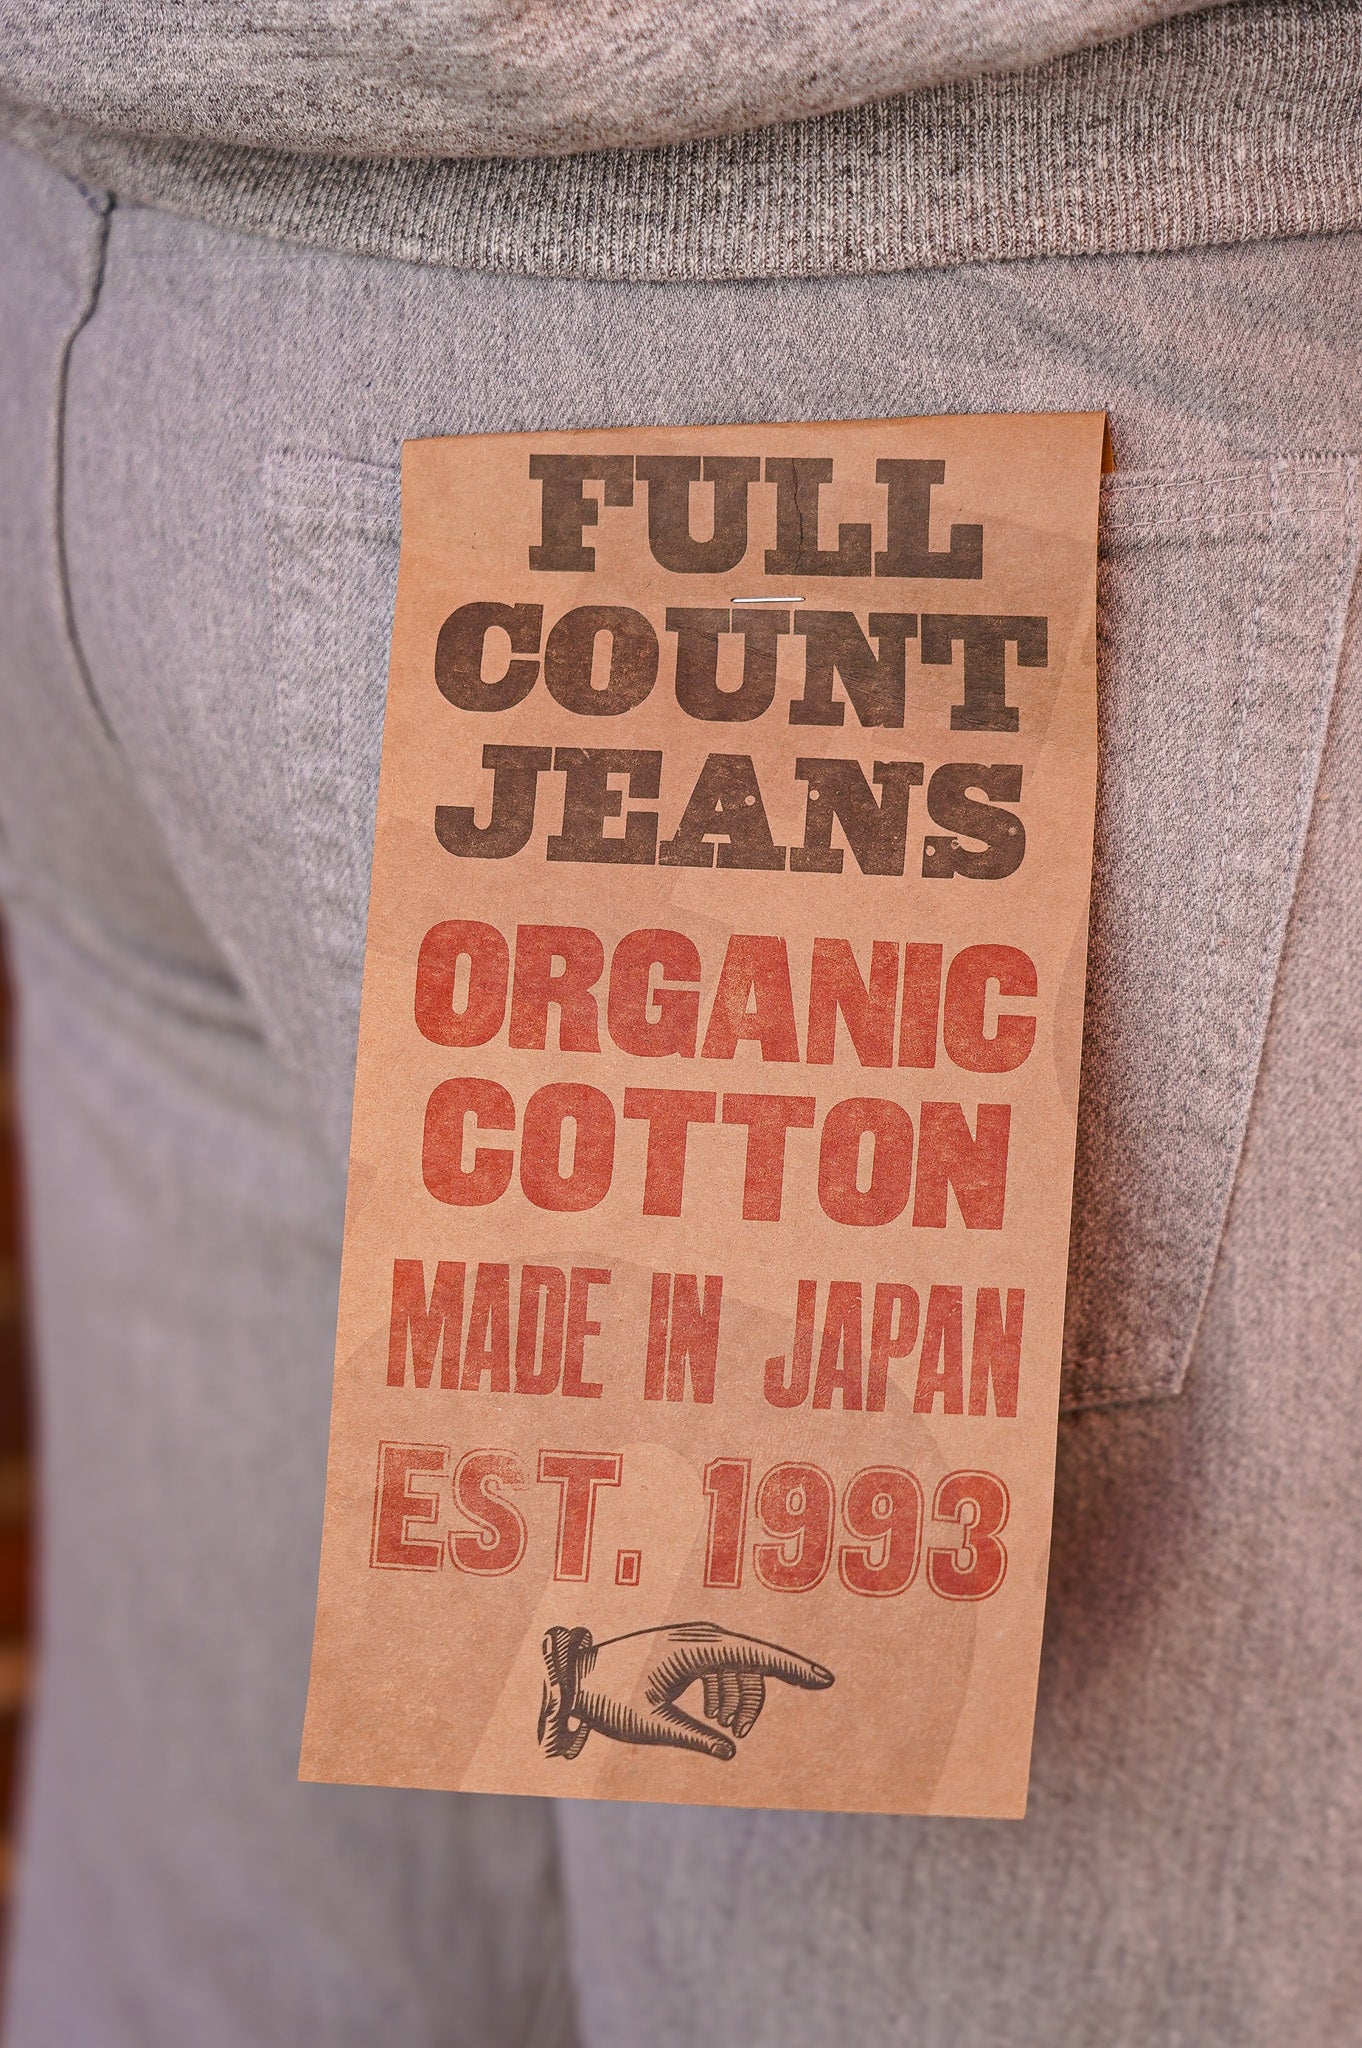 FULL
COUNT
JEANS
ORGANIC
COTTON
MADE IN JAPAN
EST. 1993